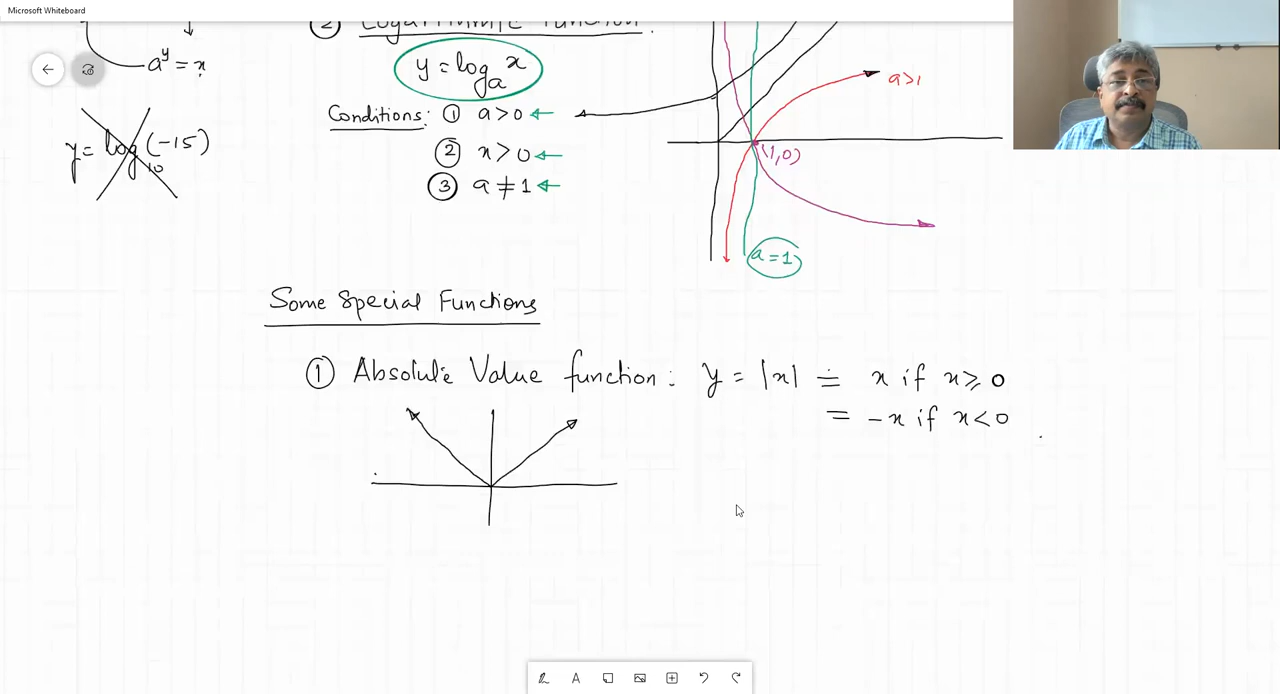 Microsoft Whiteboard
② Logarithmic function.
a^y = x
y = log_a x
a>1
Conditions: ① a>0 ←
y = log_10 (-15)
② x>0 ←
(1,0)
③ a≠1 ←
a=1
Some Special Functions
① Absolute Value function: y = |x| = x if x≥0
= -x if x<0